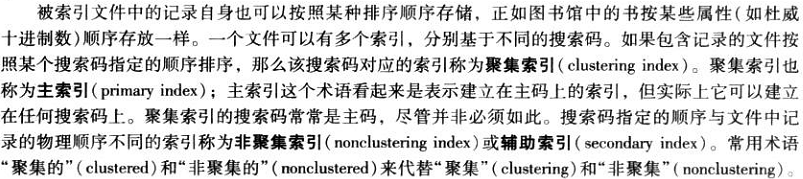 被索引文件中的记录自身也可以按照某种排序顺序存储，正如图书馆中的书按某些属性(如杜威
十进制数)顺序存放一样。一个文件可以有多个索引，分别基于不同的搜索码。如果包含记录的文件按
照某个搜索码指定的顺序排序，那么该搜索码对应的索引称为聚集索引(clustering index)。聚集索引也
称为主索引(primary index)；主索引这个术语看起来是表示建立在主码上的索引，但实际上它可以建立
在任何搜索码上。聚集索引的搜索码常常是主码，尽管并非必须如此。搜索码指定的顺序与文件中记
录的物理顺序不同的索引称为非聚集索引(nonclustering index)或辅助索引(secondary index)。常用术语
“聚集的”(clustered)和“非聚集的”(nonclustered)来代替“聚集”(clustering)和“非聚集”(nonclustering)。